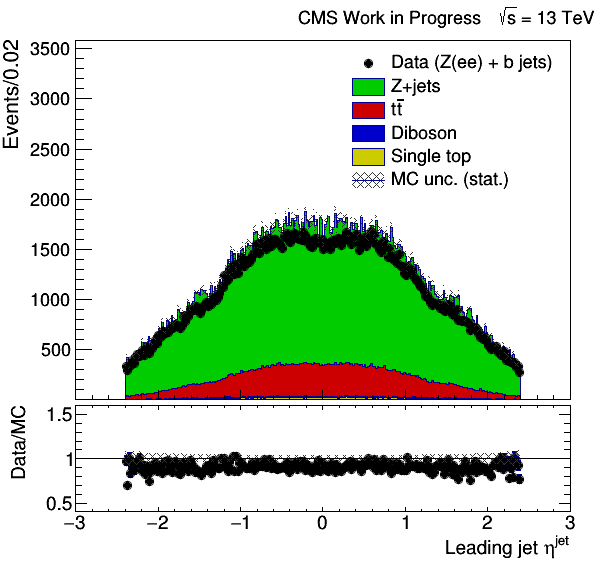 CMS Work in Progress √s = 13 TeV
Events/0.02
3500
3000
2500
2000
1500
1000
500
Data (Z(ee) + b jets)
Z+jets
tt̅
Diboson
Single top
MC unc. (stat.)
Data/MC
1.5
1
0.5
−3 −2 −1 0 1 2 3
Leading jet η^jet